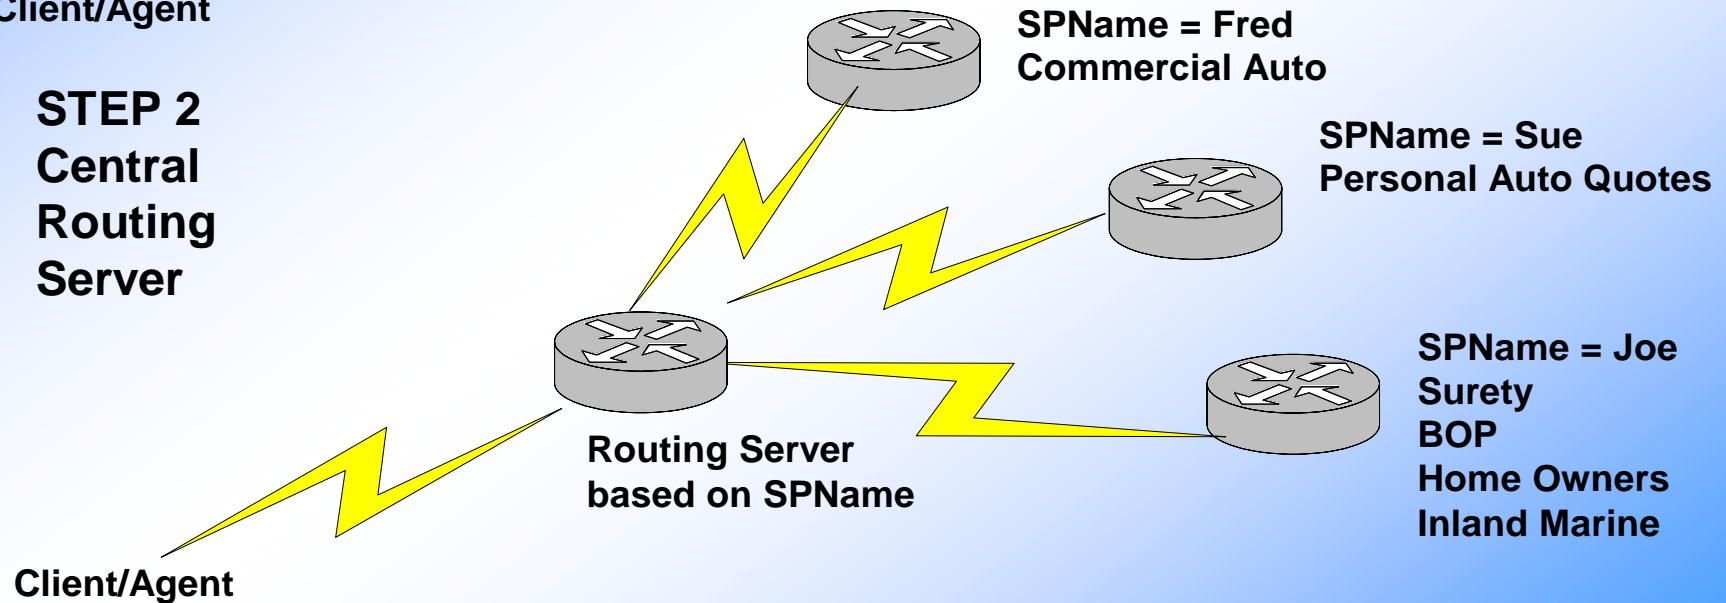 Client/Agent
STEP 2
Central
Routing
Server
SPName = Fred
Commercial Auto
SPName = Sue
Personal Auto Quotes
SPName = Joe
Surety
BOP
Home Owners
Inland Marine
Routing Server
based on SPName
Client/Agent